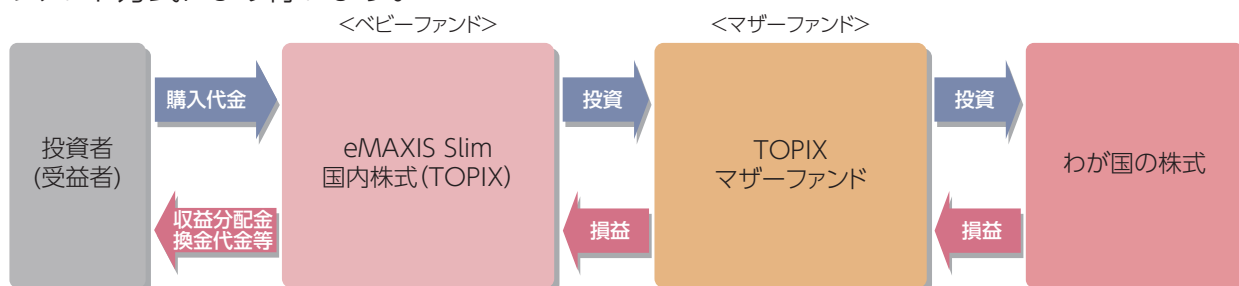 <ベビーファンド>
<マザーファンド>
購入代金
投資
投資
投資者
(受益者)
eMAXIS Slim
国内株式(TOPIX)
TOPIX
マザーファンド
わが国の株式
収益分配金
換金代金等
損益
損益